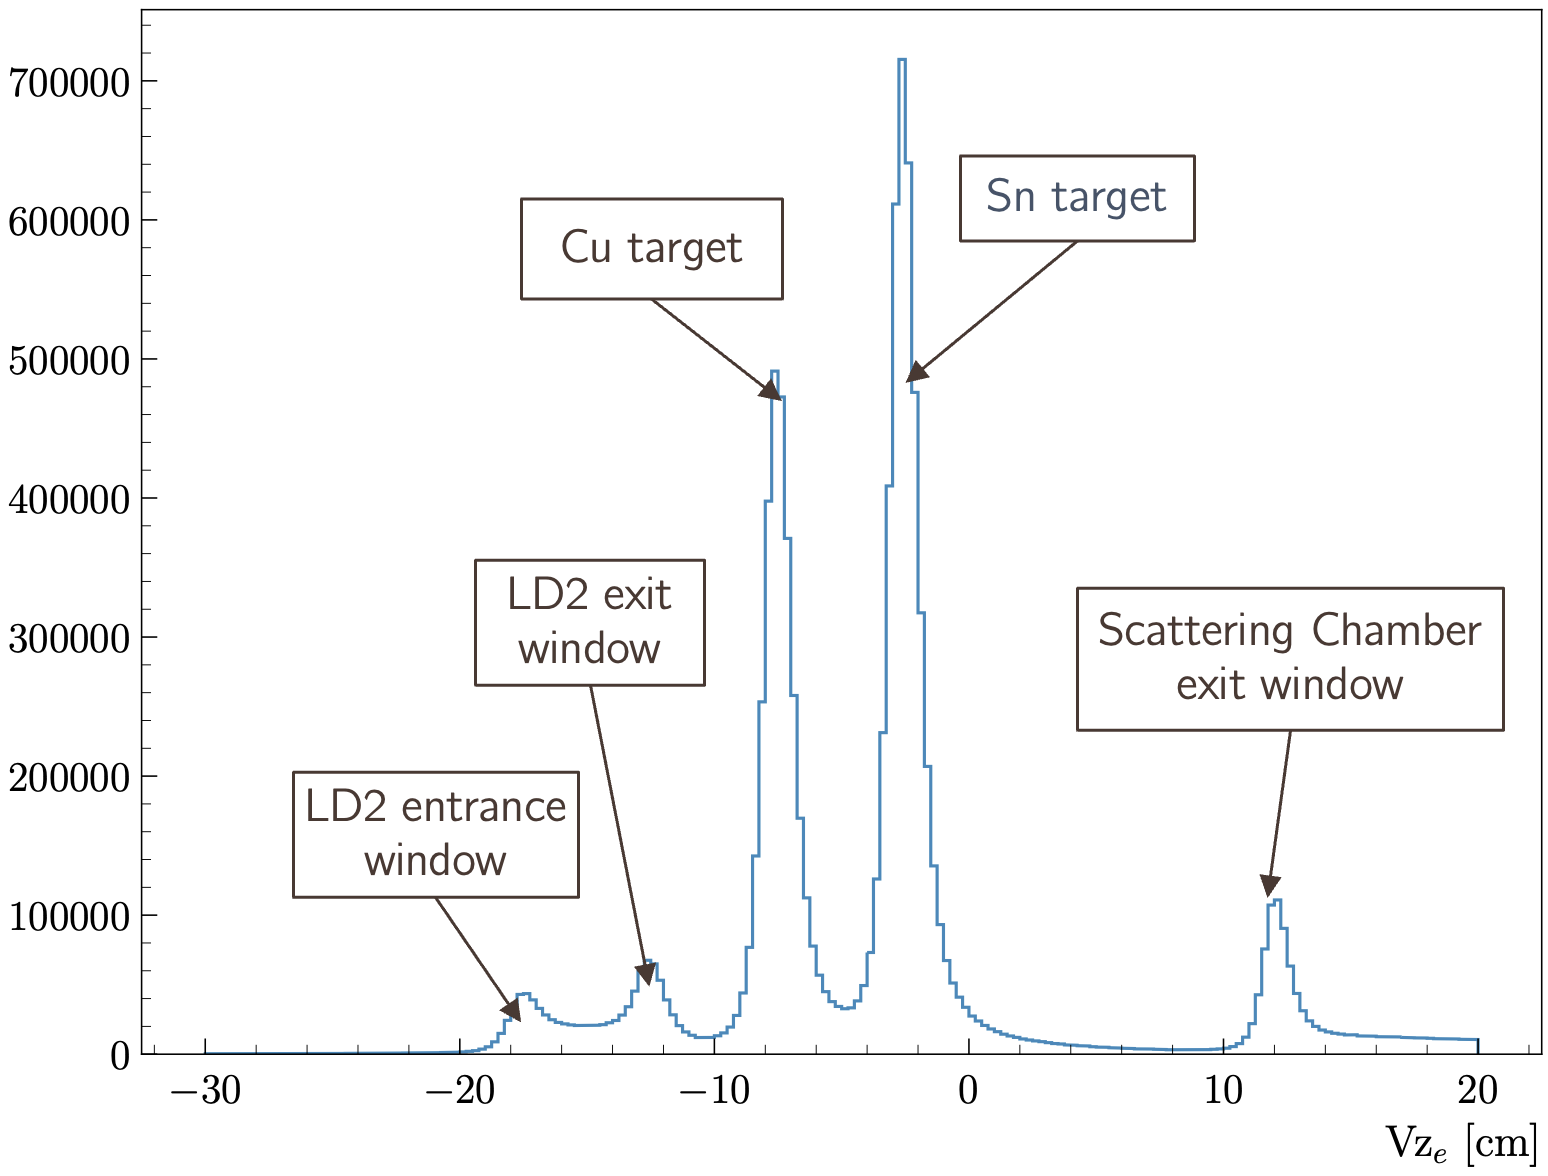 700000
600000
500000
400000
300000
200000
100000
0
Cu target
Sn target
LD2 exit
window
LD2 entrance
window
Scattering Chamber
exit window
−30
−20
−10
0
10
20
Vzₑ [cm]